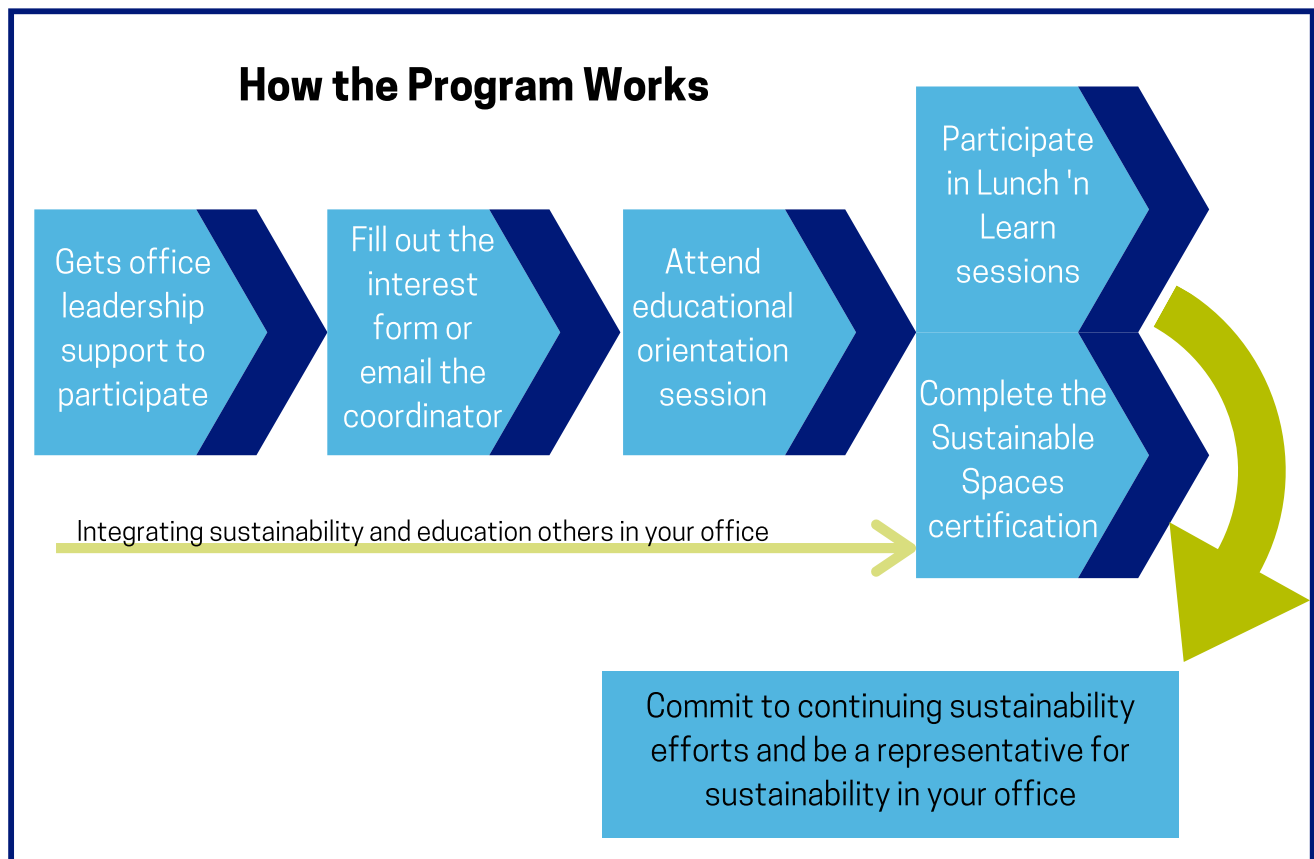 How the Program Works
Gets office
leadership
support to
participate
Fill out the
interest
form or
email the
coordinator
Attend
educational
orientation
session
Participate
in Lunch 'n
Learn
sessions
Complete the
Sustainable
Spaces
certification
Integrating sustainability and education others in your office
Commit to continuing sustainability
efforts and be a representative for
sustainability in your office